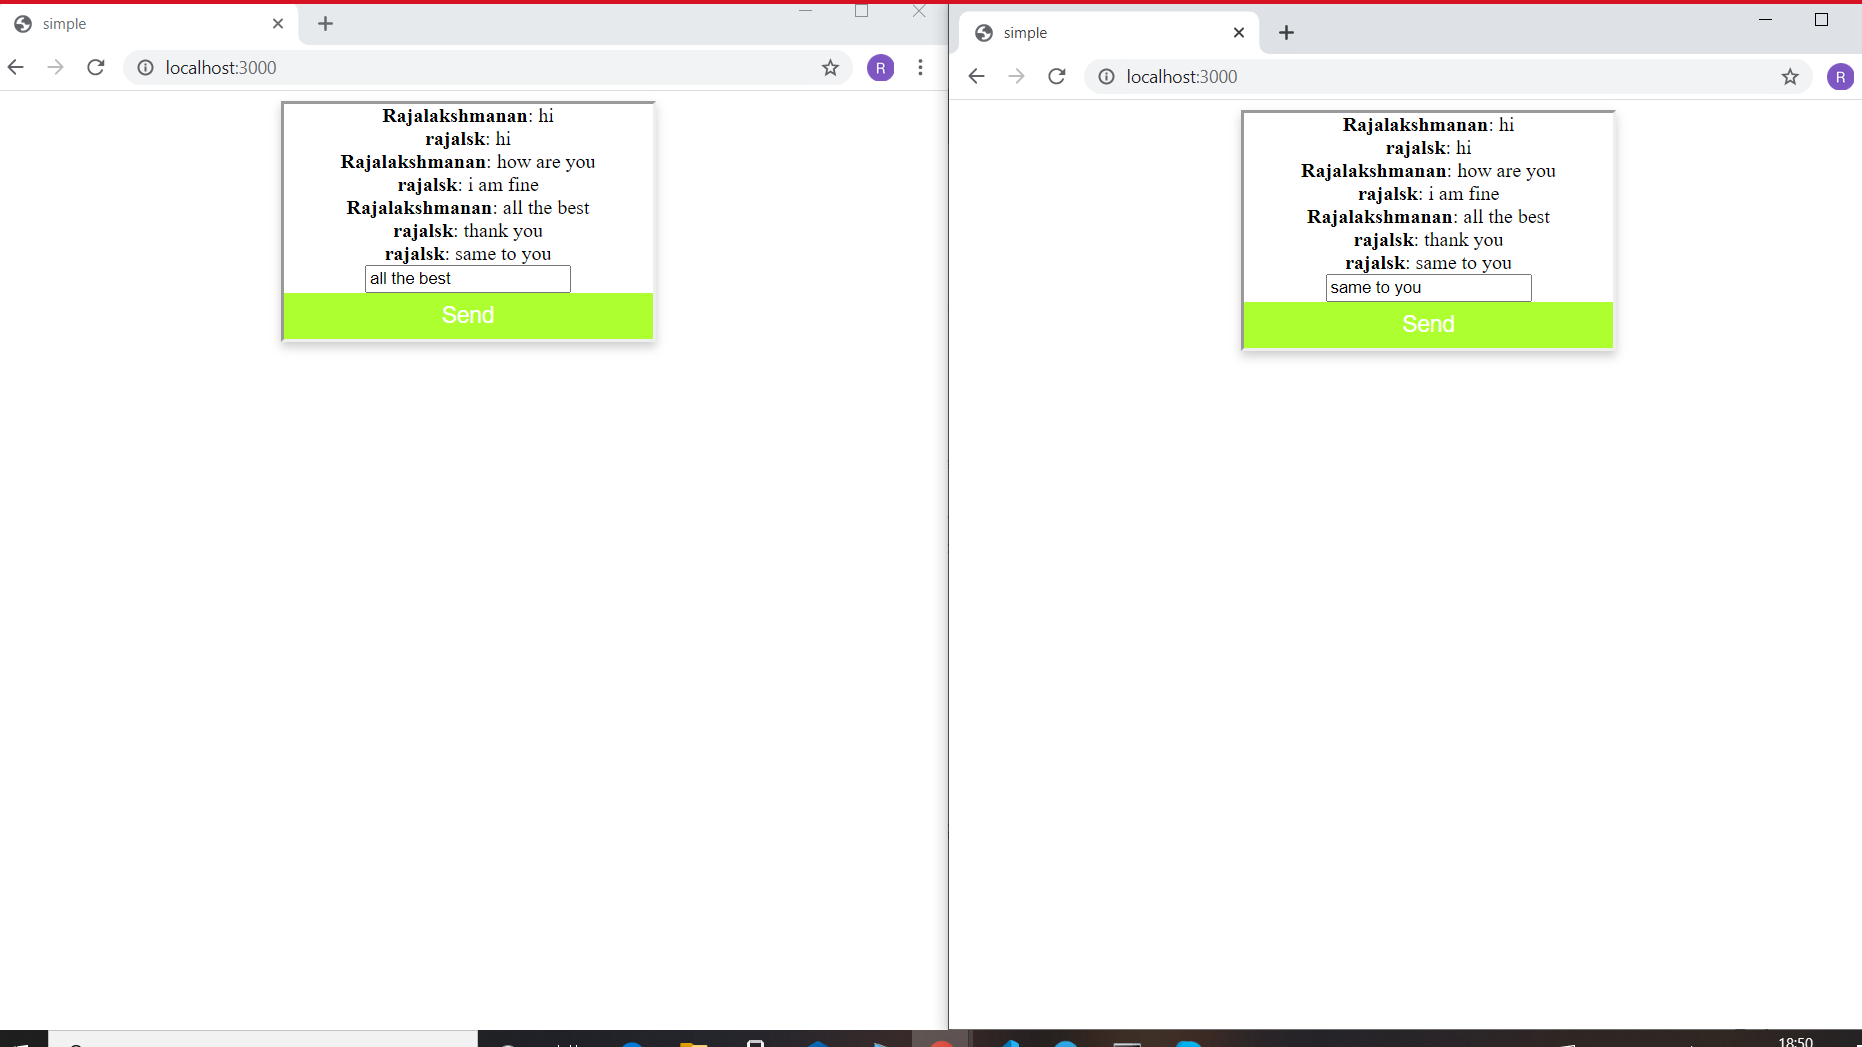 simple
localhost:3000
R
Rajalakshmanan: hi
rajalsk: hi
Rajalakshmanan: how are you
rajalsk: i am fine
Rajalakshmanan: all the best
rajalsk: thank you
rajalsk: same to you
all the best
Send
simple
localhost:3000
R
Rajalakshmanan: hi
rajalsk: hi
Rajalakshmanan: how are you
rajalsk: i am fine
Rajalakshmanan: all the best
rajalsk: thank you
rajalsk: same to you
same to you
Send
18:50